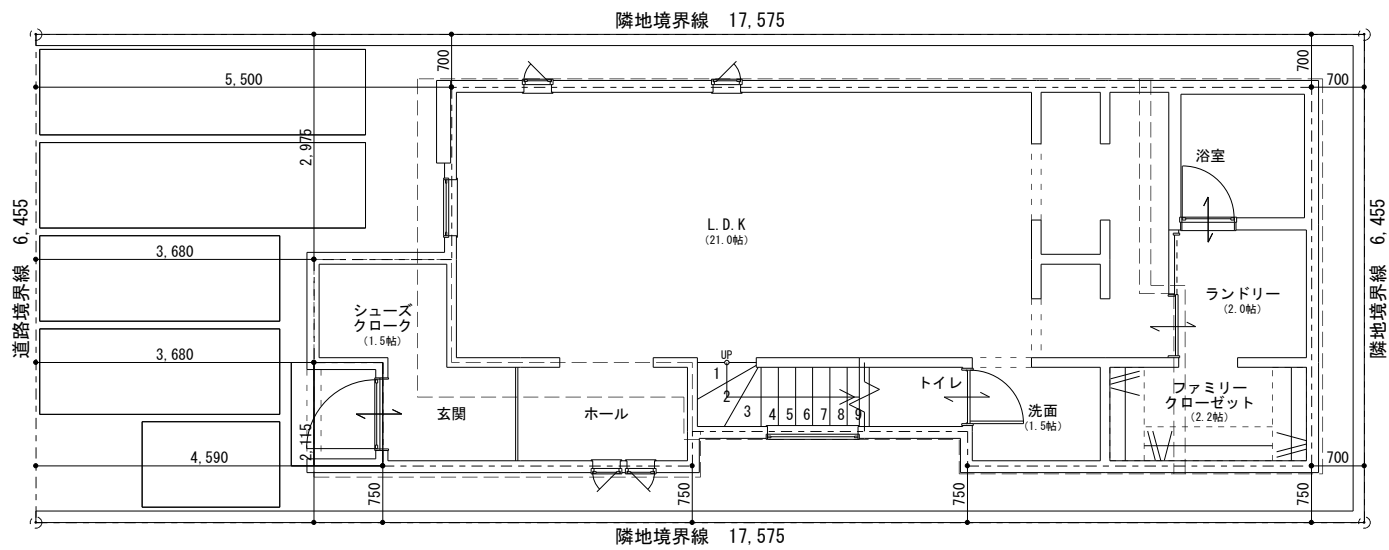 隣地境界線　17,575
700
700
5,500
700
2,975
浴室
道路境界線　6,455
隣地境界線　6,455
L.D.K
(21.0帖)
3,680
ランドリー
(2.0帖)
シューズ
クローク
(1.5帖)
3,680
UP
1
2
3
4
5
6
7
8
9
トイレ
洗面
(1.5帖)
ファミリー
クローゼット
(2.2帖)
玄関
ホール
2,115
4,590
700
750
750
750
750
隣地境界線　17,575